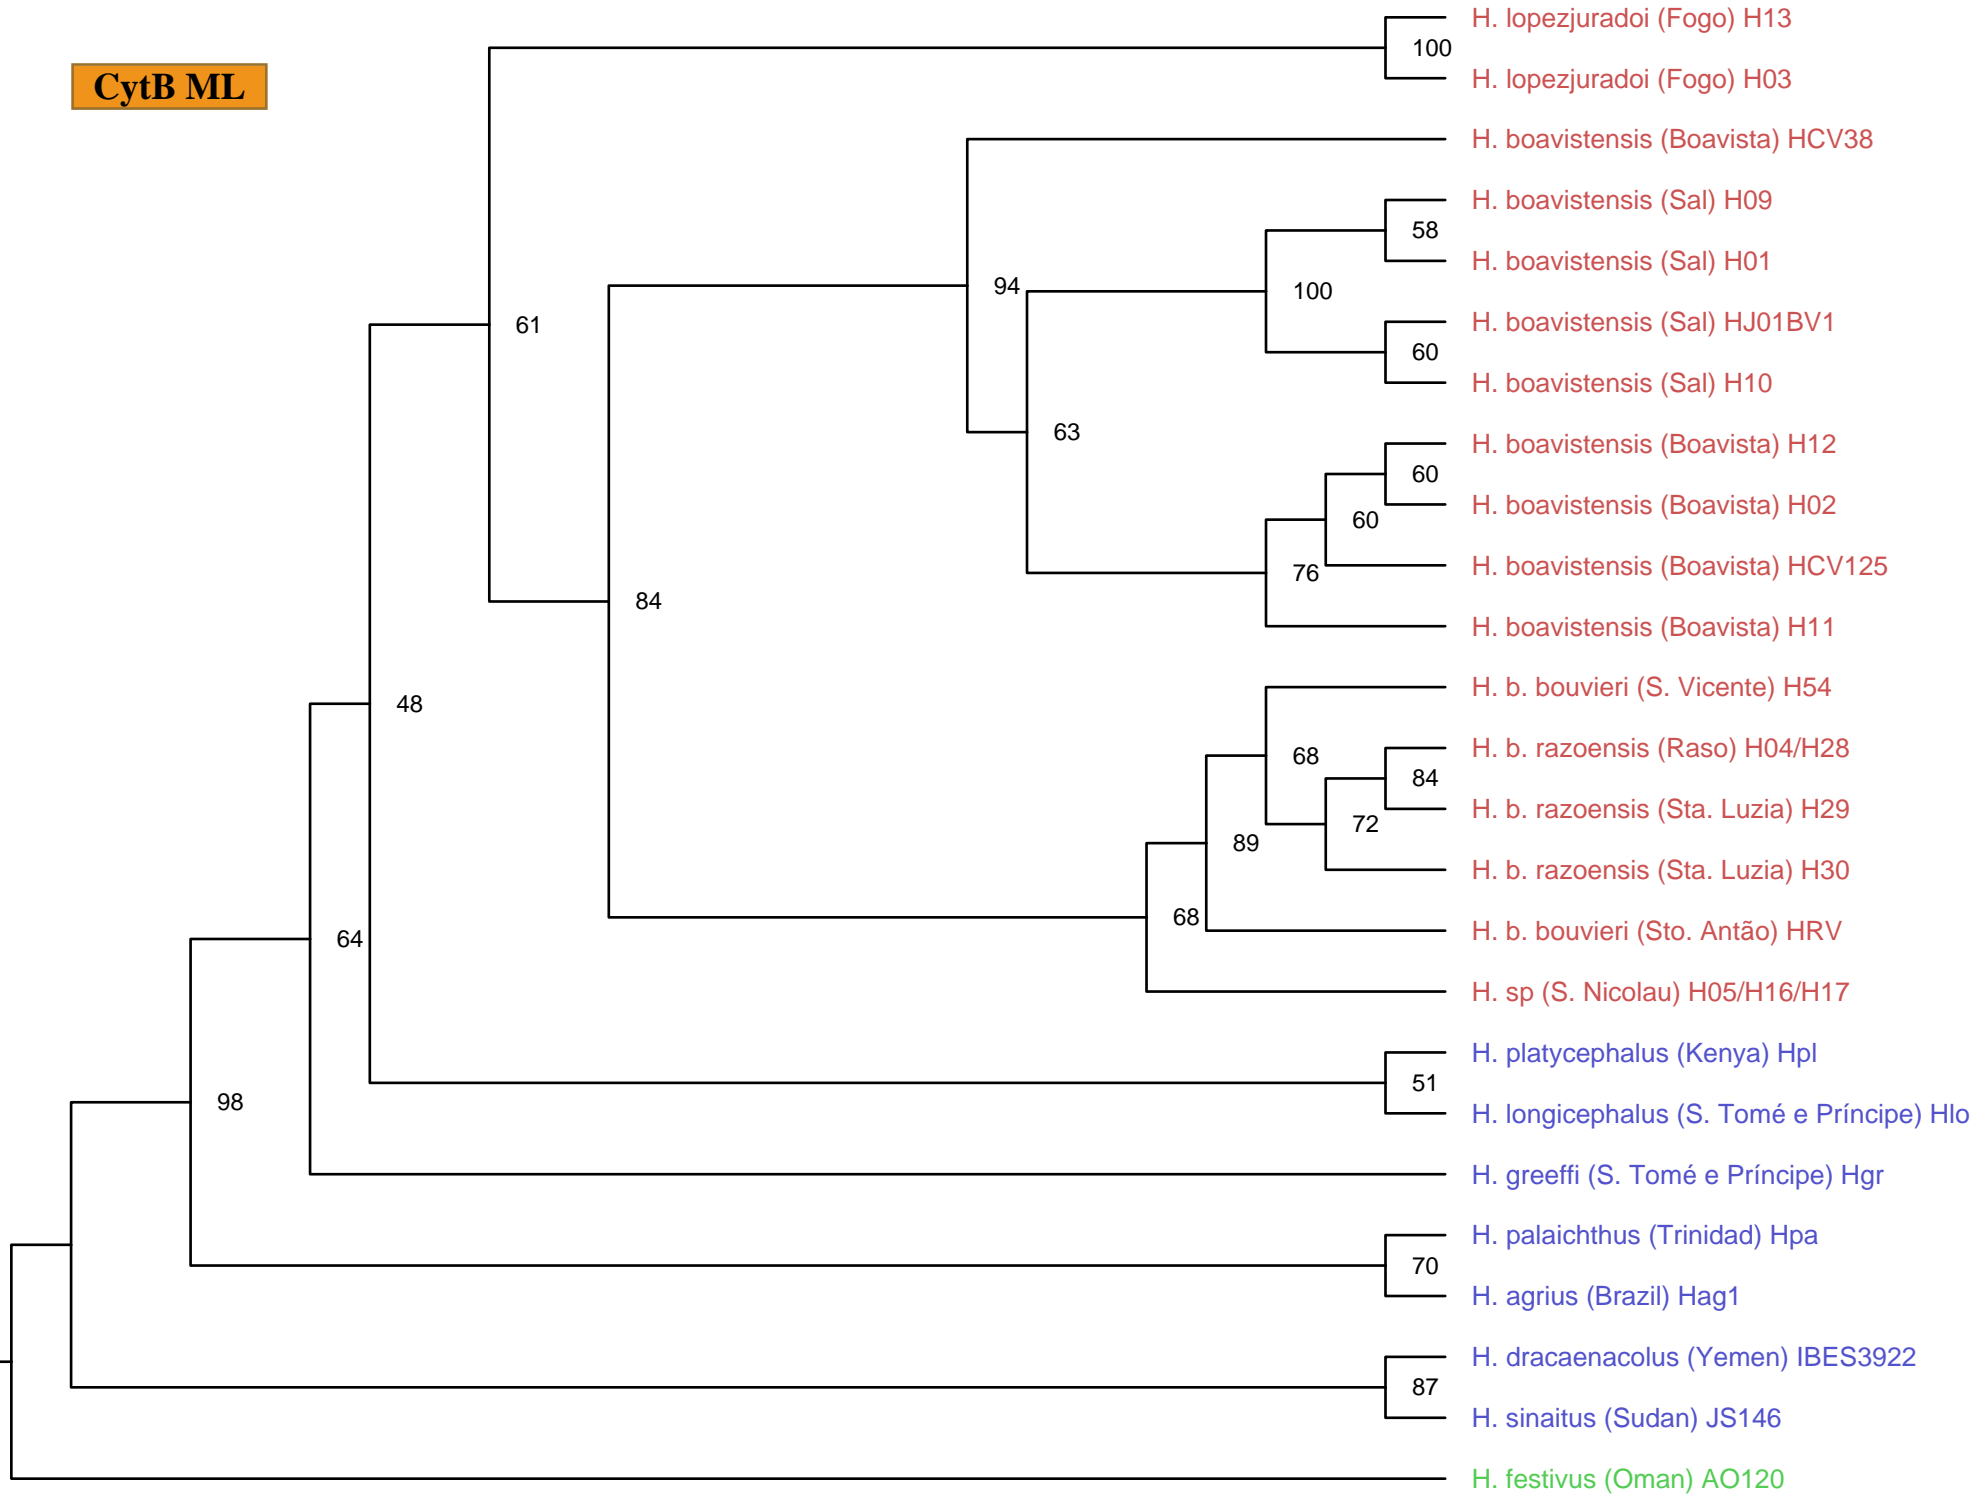 H. lopezjuradoi (Fogo) H13
100
CytB ML
H. lopezjuradoi (Fogo) H03
H. boavistensis (Boavista) HCV38
H. boavistensis (Sal) H09
58
H. boavistensis (Sal) H01
94
100
61
H. boavistensis (Sal) HJ01BV1
60
H. boavistensis (Sal) H10
63
H. boavistensis (Boavista) H12
60
H. boavistensis (Boavista) H02
60
H. boavistensis (Boavista) HCV125
76
84
H. boavistensis (Boavista) H11
H. b. bouvieri (S. Vicente) H54
48
68
H. b. razoensis (Raso) H04/H28
84
H. b. razoensis (Sta. Luzia) H29
72
89
H. b. razoensis (Sta. Luzia) H30
68
H. b. bouvieri (Sto. Antão) HRV
64
H. sp (S. Nicolau) H05/H16/H17
H. platycephalus (Kenya) Hpl
51
98
H. longicephalus (S. Tomé e Príncipe) Hlo
H. greeffi (S. Tomé e Príncipe) Hgr
H. palaichthus (Trinidad) Hpa
70
H. agrius (Brazil) Hag1
H. dracaenacolus (Yemen) IBES3922
87
H. sinaitus (Sudan) JS146
H. festivus (Oman) AO120